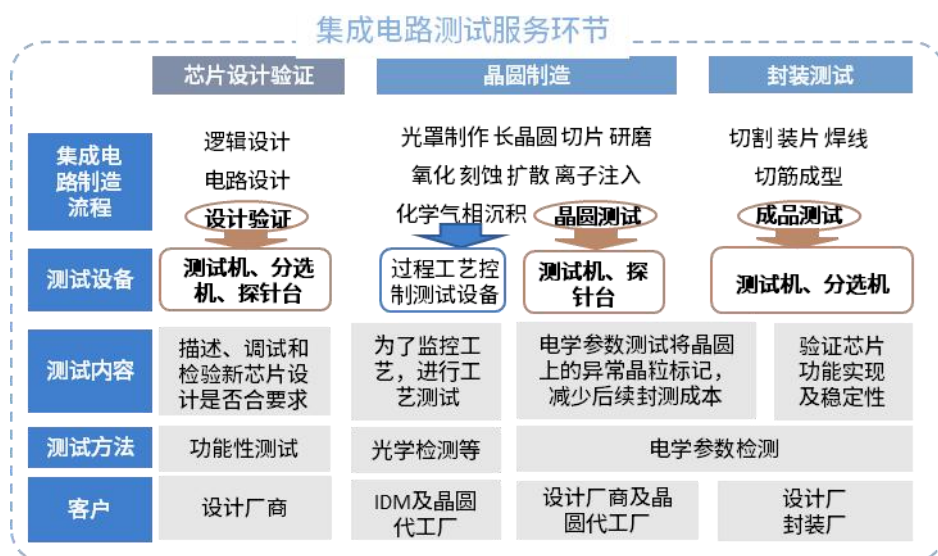 集成电路测试服务环节
芯片设计验证
晶圆制造
封装测试
集成电
路制造
流程
逻辑设计
电路设计
设计验证
光罩制作 长晶圆 切片 研磨
氧化 刻蚀 扩散 离子注入
化学气相沉积
晶圆测试
切割 装片 焊线
切筋成型
成品测试
测试设备
测试机、分选
机、探针台
过程工艺控
制测试设备
测试机、探
针台
测试机、分选机
测试内容
描述、调试和
检验新芯片设
计是否合要求
为了监控工
艺，进行工
艺测试
电学参数测试将晶圆
上的异常晶粒标记，
减少后续封测成本
验证芯片
功能实现
及稳定性
测试方法
功能性测试
光学检测等
电学参数检测
客户
设计厂商
IDM及晶圆
代工厂
设计厂商及晶
圆代工厂
设计厂
封装厂